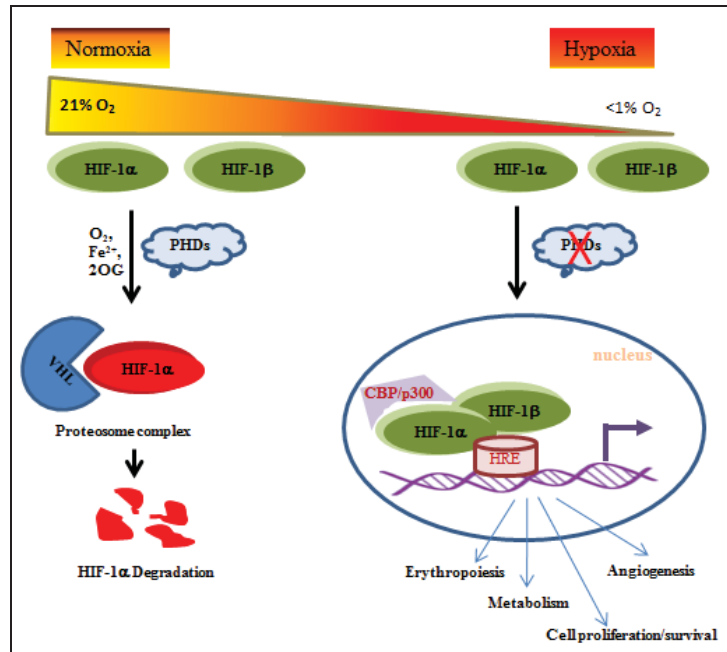 Normoxia
Hypoxia
21% O₂
<1% O₂
HIF-1α
HIF-1β
HIF-1α
HIF-1β
O₂,
Fe²⁺,
2OG
PHDs
PHDs
VHL
HIF-1α
Proteosome complex
HIF-1α Degradation
nucleus
CBP/p300
HIF-1β
HIF-1α
HRE
Erythropoiesis
Angiogenesis
Metabolism
Cell proliferation/survival